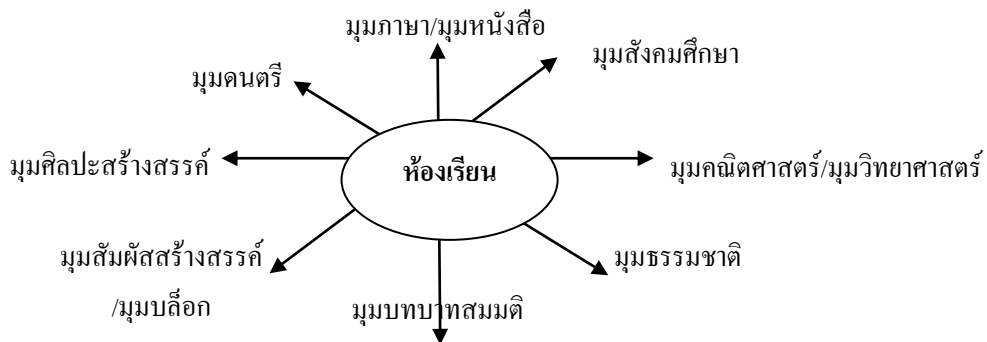 มุมภาษา/มุมหนังสือ
มุมสังคมศึกษา
มุมดนตรี
มุมศิลปะสร้างสรรค์
ห้องเรียน
มุมคณิตศาสตร์/มุมวิทยาศาสตร์
มุมสัมผัสสร้างสรรค์
/มุมบล็อก
มุมธรรมชาติ
มุมบทบาทสมมติ